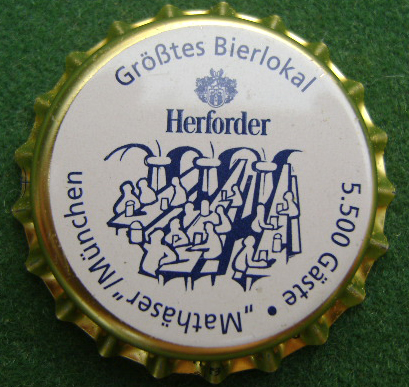 Größtes Bierlokal
Herforder
5.500 Gäste • „Mathäser“/München